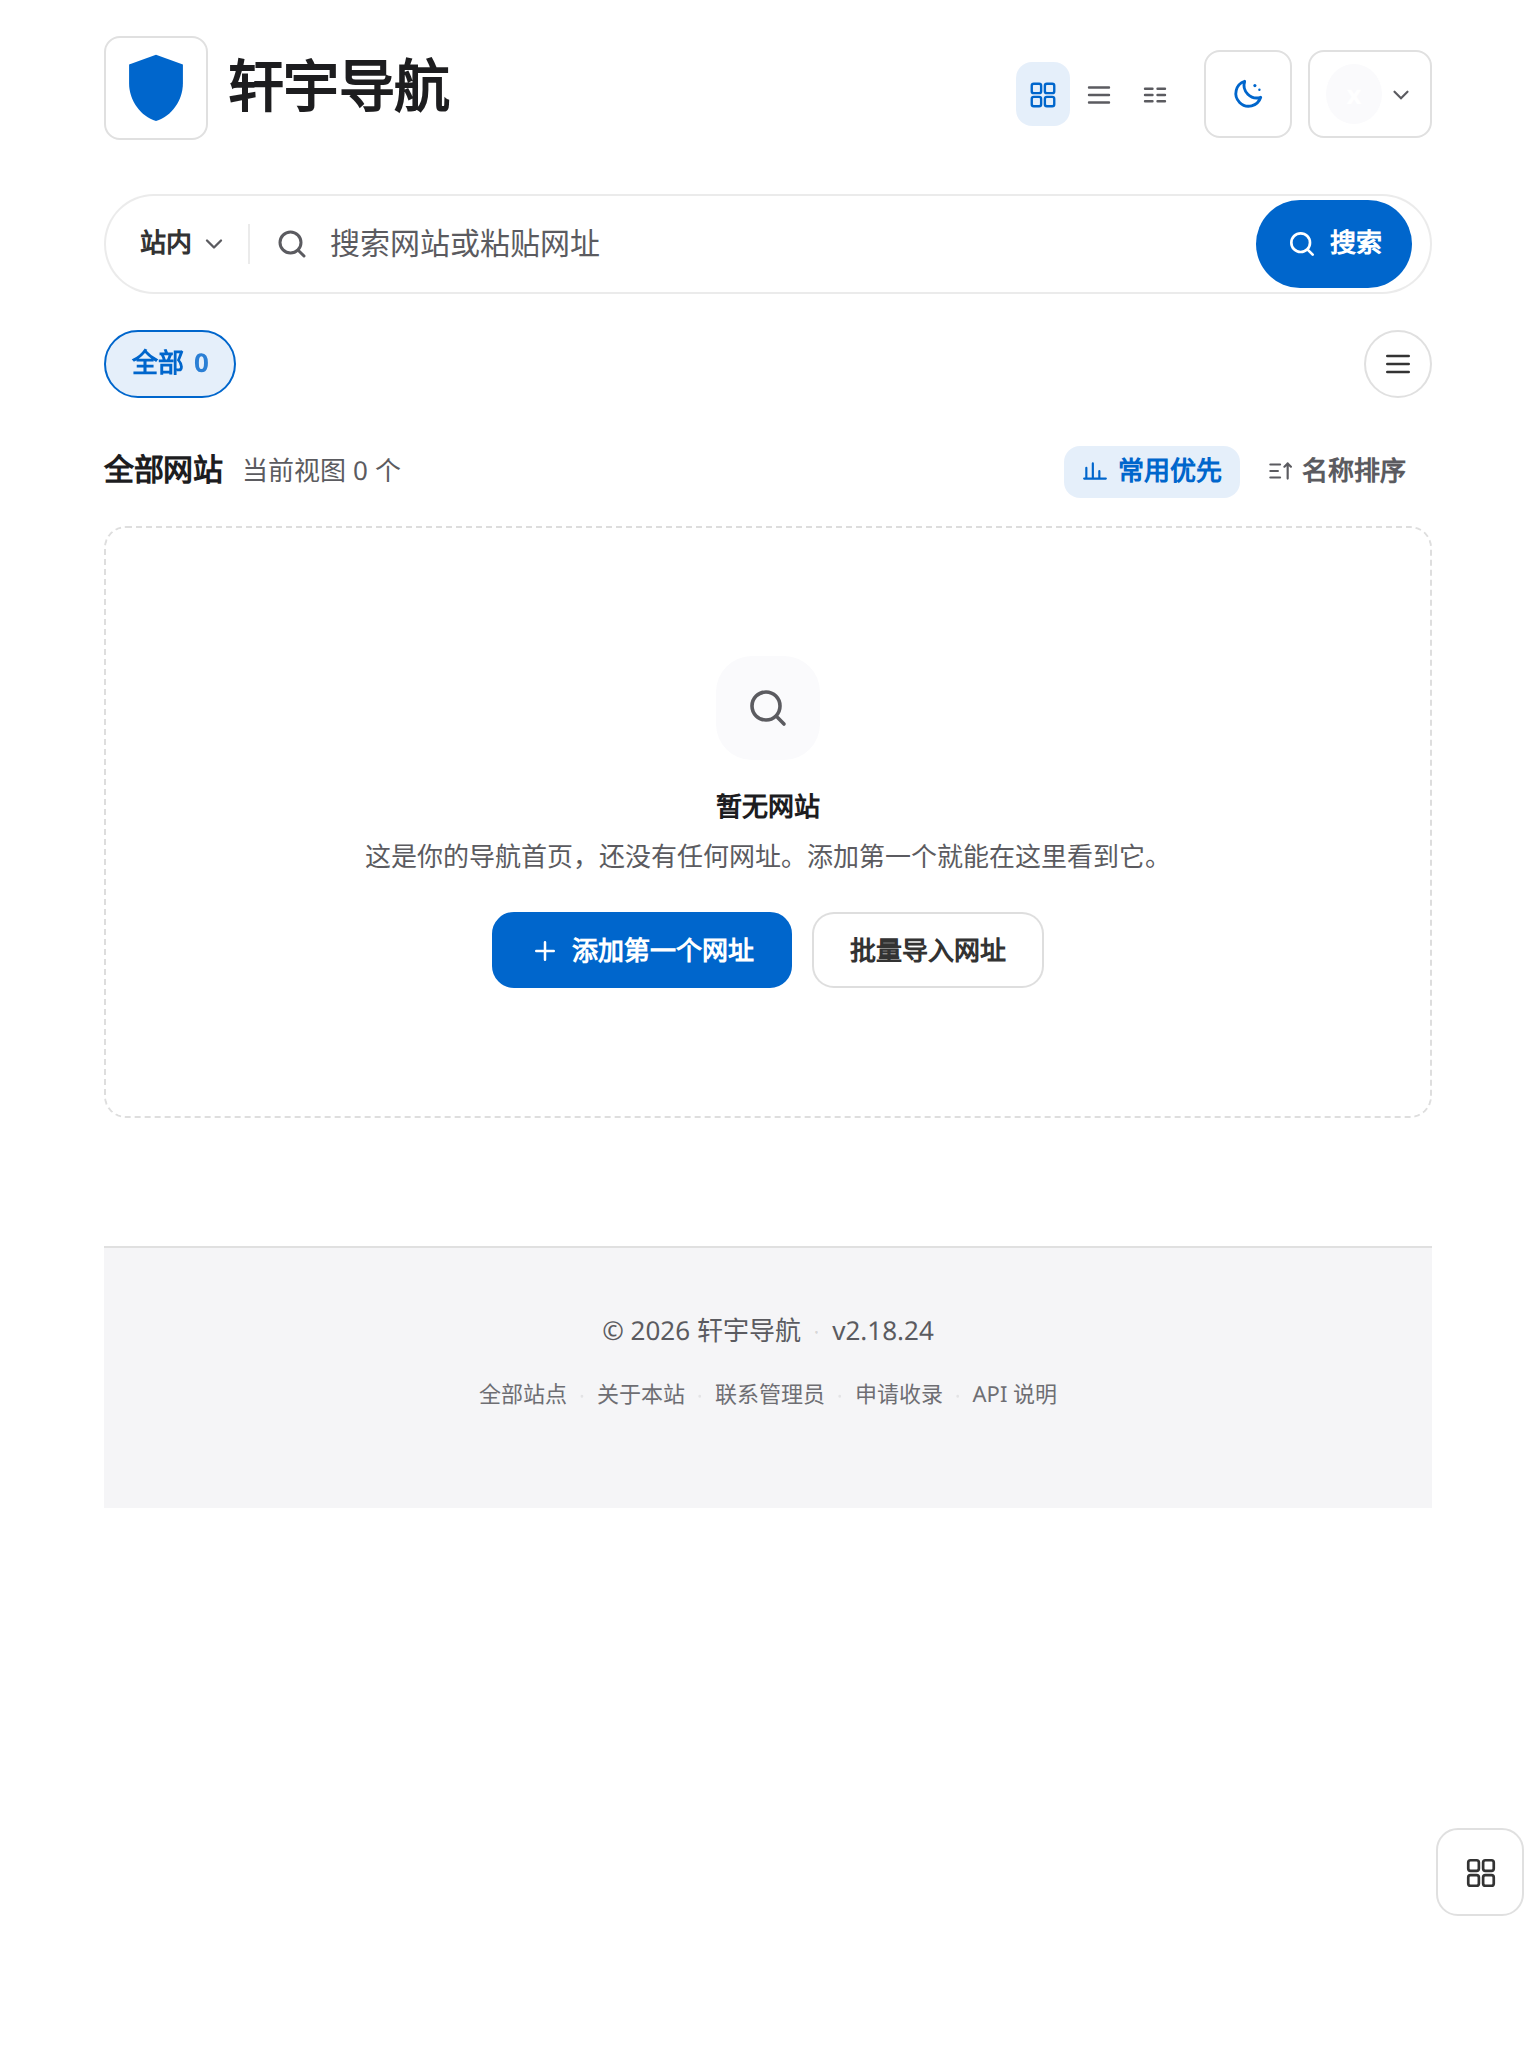 轩宇导航
站内
搜索网站或粘贴网址
搜索
全部 0
全部网站 当前视图 0 个
常用优先
名称排序
暂无网站
这是你的导航首页，还没有任何网址。添加第一个就能在这里看到它。
添加第一个网址
批量导入网址
© 2026 轩宇导航 · v2.18.24
全部站点 · 关于本站 · 联系管理员 · 申请收录 · API 说明